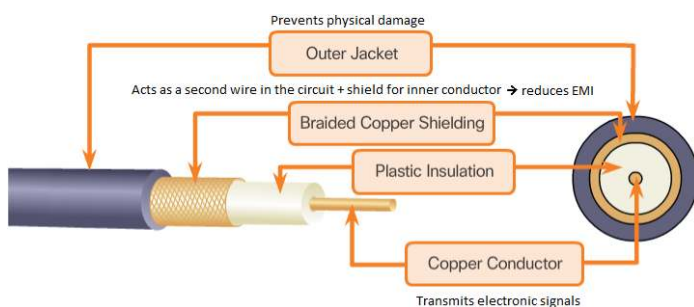 Prevents physical damage
Outer Jacket
Acts as a second wire in the circuit + shield for inner conductor → reduces EMI
Braided Copper Shielding
Plastic Insulation
Copper Conductor
Transmits electronic signals